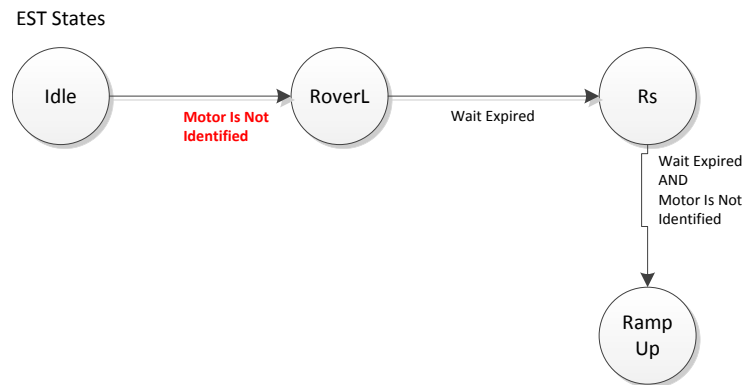 EST States
Idle
Motor Is Not
Identified
RoverL
Wait Expired
Rs
Wait Expired
AND
Motor Is Not
Identified
Ramp
Up